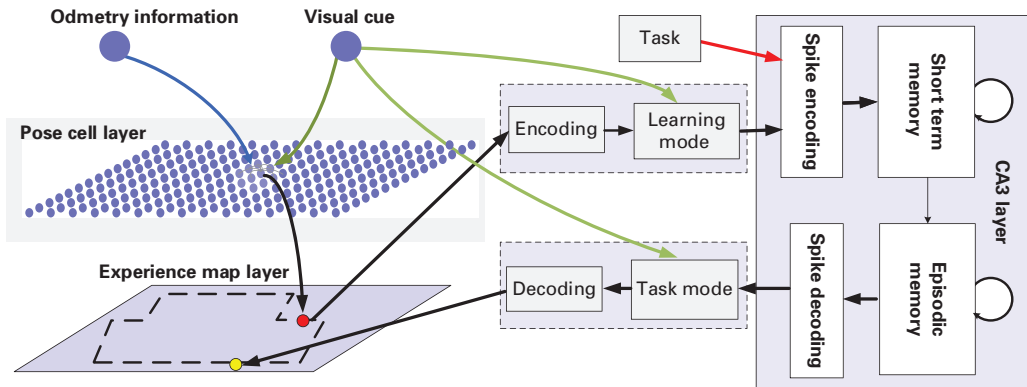 Odmetry information
Visual cue
Task
Pose cell layer
Encoding
Learning
mode
Spike encoding
Short term
memory
CA3 layer
Experience map layer
Decoding
Task mode
Spike decoding
Episodic
memory